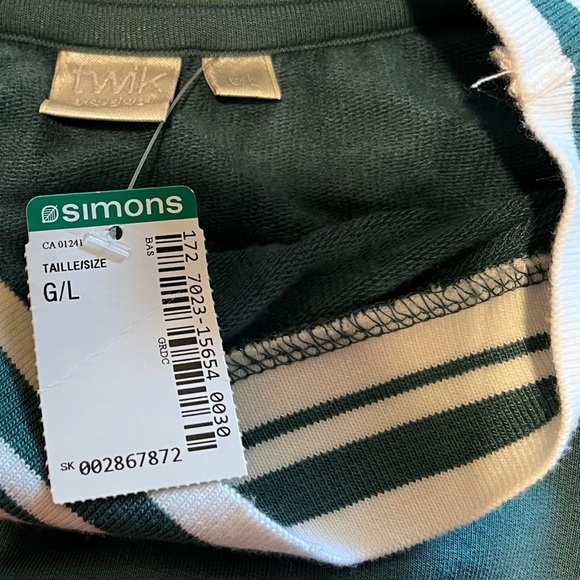 twik
G/L
simons
CA 01241
TAILLE/SIZE
G/L
BAS
172 7023-15654 0030
GRDC
SK 002867872